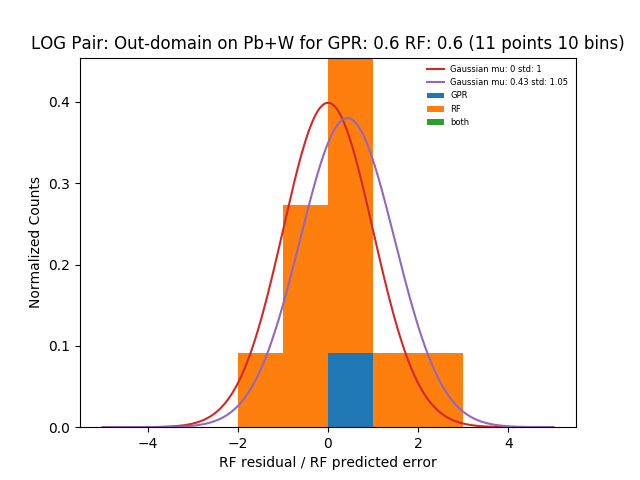 LOG Pair: Out-domain on Pb+W for GPR: 0.6 RF: 0.6 (11 points 10 bins)
Gaussian mu: 0 std: 1
Gaussian mu: 0.43 std: 1.05
GPR
RF
both
Normalized Counts
0.4
0.3
0.2
0.1
0.0
−4
−2
0
2
4
RF residual / RF predicted error